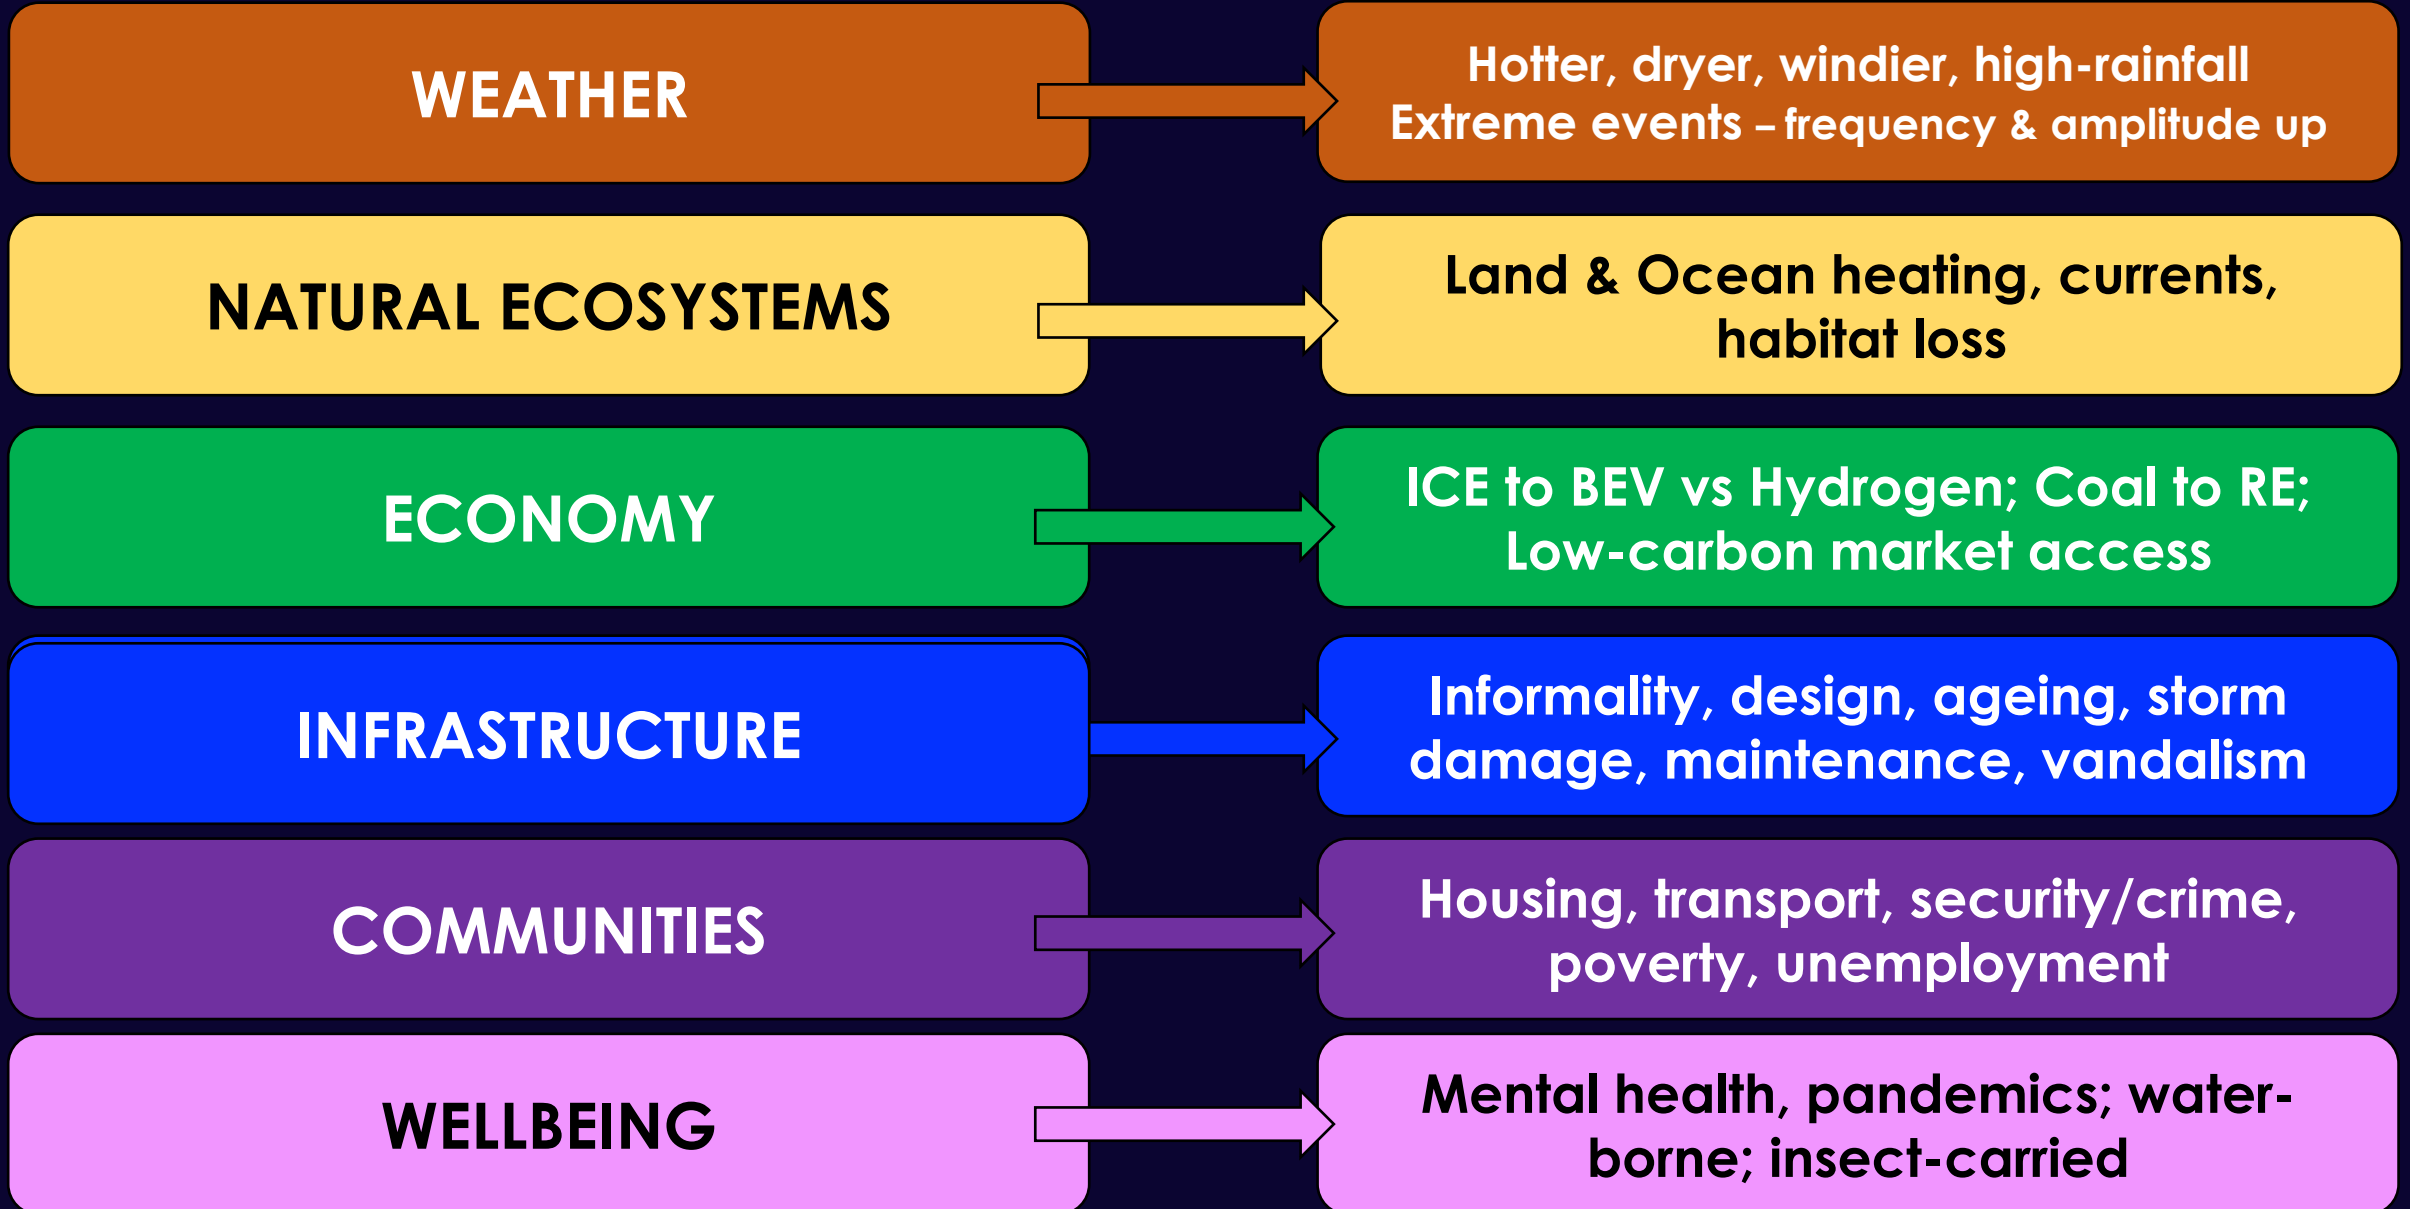 WEATHER
Hotter, dryer, windier, high-rainfall
Extreme events – frequency & amplitude up
NATURAL ECOSYSTEMS
Land & Ocean heating, currents,
habitat loss
ECONOMY
ICE to BEV vs Hydrogen; Coal to RE;
Low-carbon market access
INFRASTRUCTURE
Informality, design, ageing, storm
damage, maintenance, vandalism
COMMUNITIES
Housing, transport, security/crime,
poverty, unemployment
WELLBEING
Mental health, pandemics; water-
borne; insect-carried